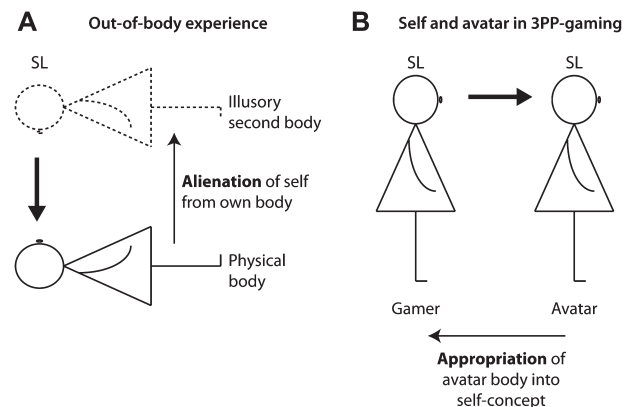 A
Out-of-body experience
SL
Illusory
second body
Alienation of self
from own body
Physical
body
B
Self and avatar in 3PP-gaming
SL
SL
Gamer
Avatar
Appropriation of
avatar body into
self-concept